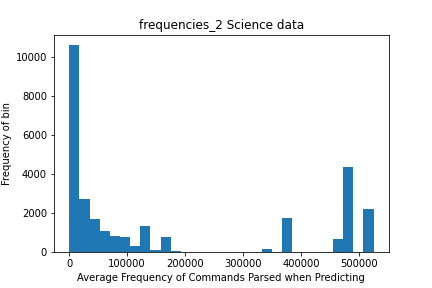 frequencies_2 Science data
Frequency of bin
10000
8000
6000
4000
2000
0
0 100000 200000 300000 400000 500000
Average Frequency of Commands Parsed when Predicting